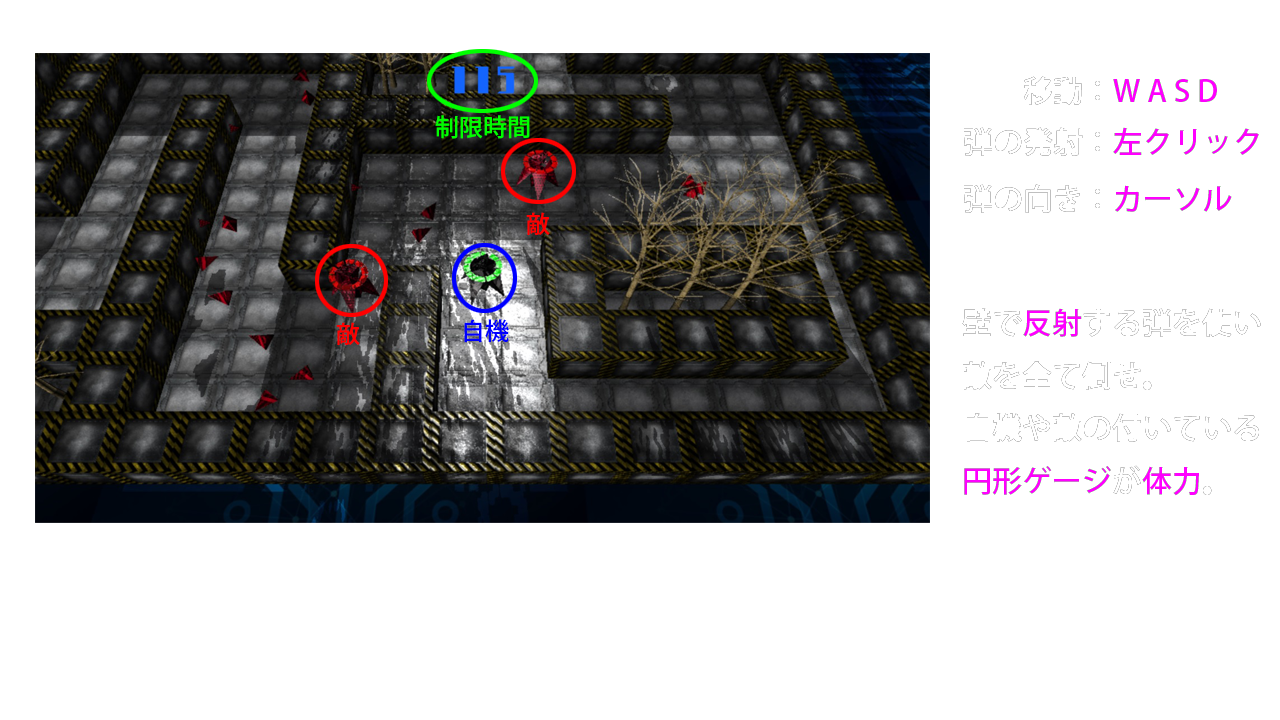 115
制限時間
敵
敵
自機
移動：ＷＡＳＤ
弾の発射：左クリック
弾の向き：カーソル
壁で反射する弾を使い
敵を全て倒せ。
自機や敵の付いている
円形ゲージが体力。